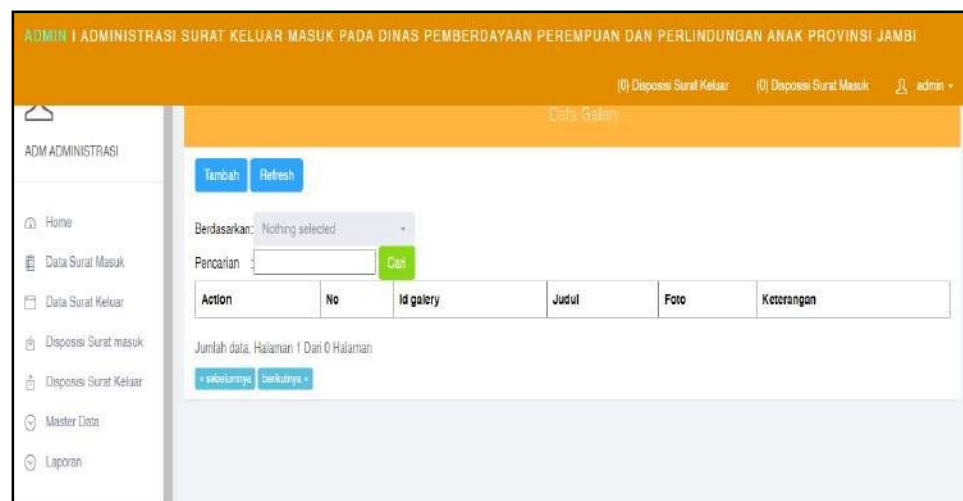 ADMIN I ADMINISTRASI SURAT KELUAR MASUK PADA DINAS PEMBERDAYAAN PEREMPUAN DAN PERLINDUNGAN ANAK PROVINSI JAMBI
(0) Disposisi Surat Keluar (0) Disposisi Surat Masuk admin
Data Galery
ADM ADMINISTRASI
Tambah Refresh
Home
Data Surat Masuk
Data Surat Keluar
Disposisi Surat masuk
Disposisi Surat Keluar
Master Data
Laporan
Berdasarkan: Nothing selected
Pencarian : Cari
Action No Id galery Judul Foto Keterangan
Jumlah data, Halaman 1 Dari 0 Halaman
« sebelumnya berikutnya »